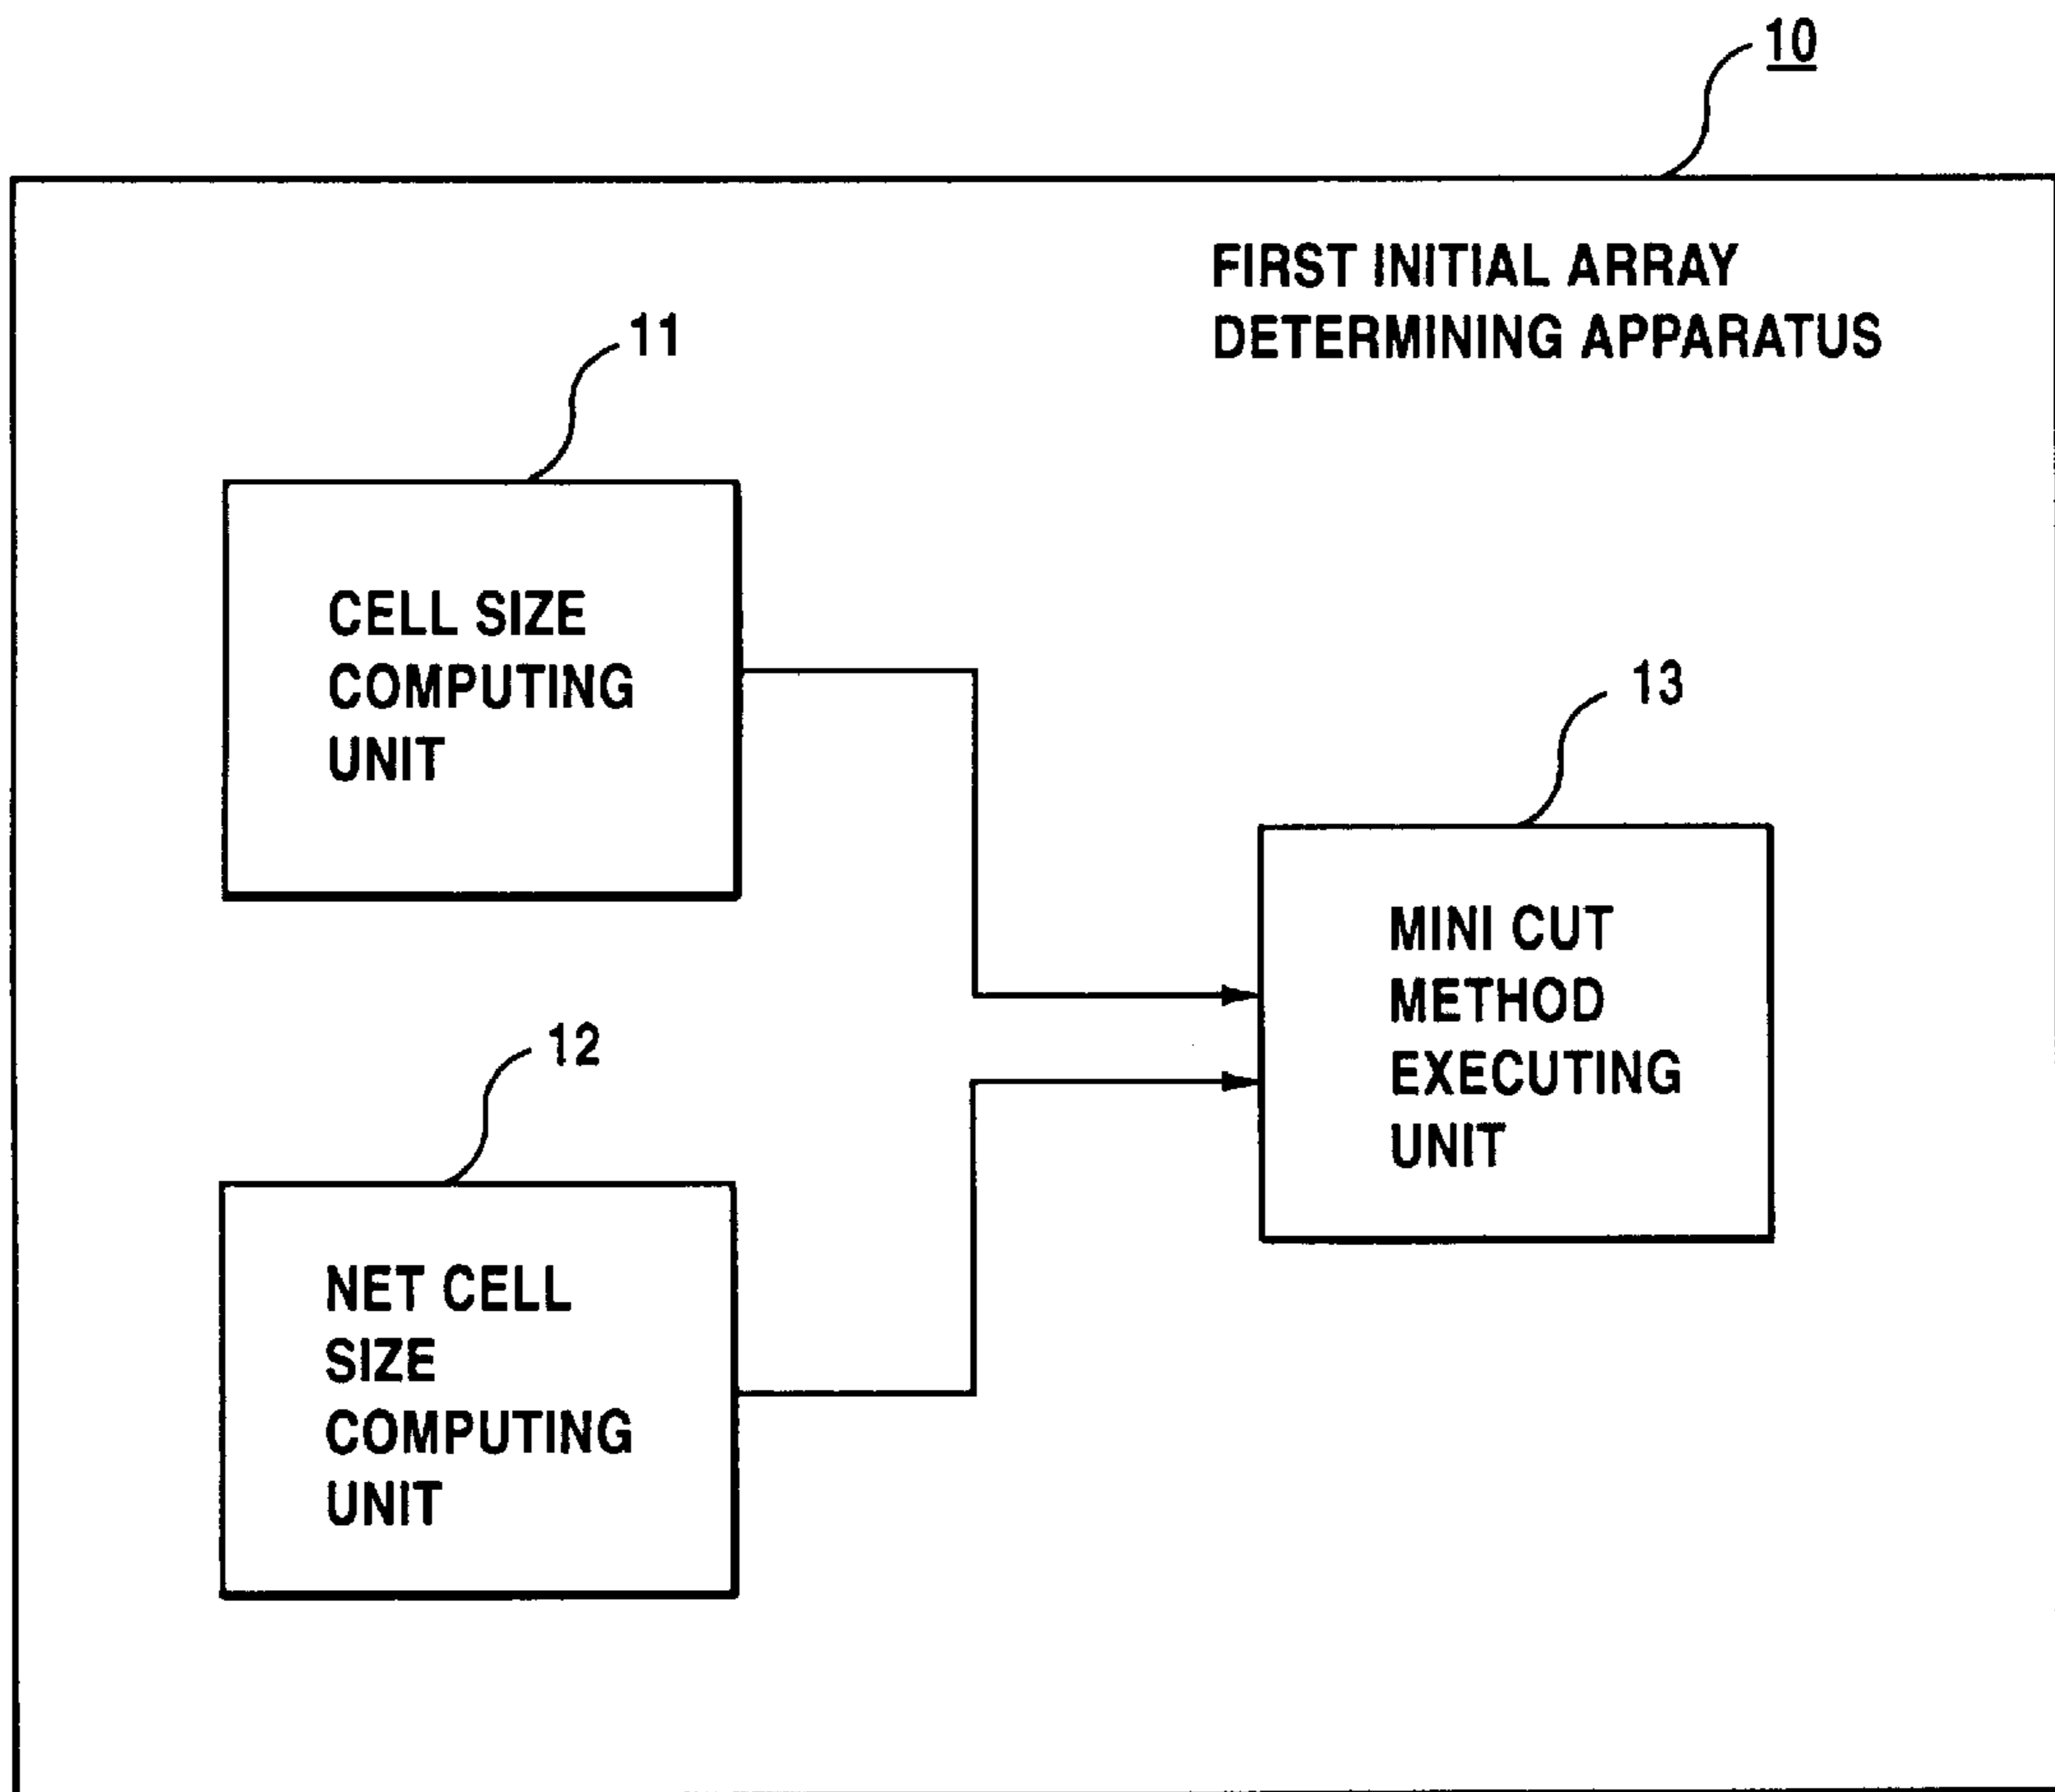 10
FIRST INITIAL ARRAY
DETERMINING APPARATUS
11
CELL SIZE
COMPUTING
UNIT
13
MINI CUT
METHOD
EXECUTING
UNIT
12
NET CELL
SIZE
COMPUTING
UNIT